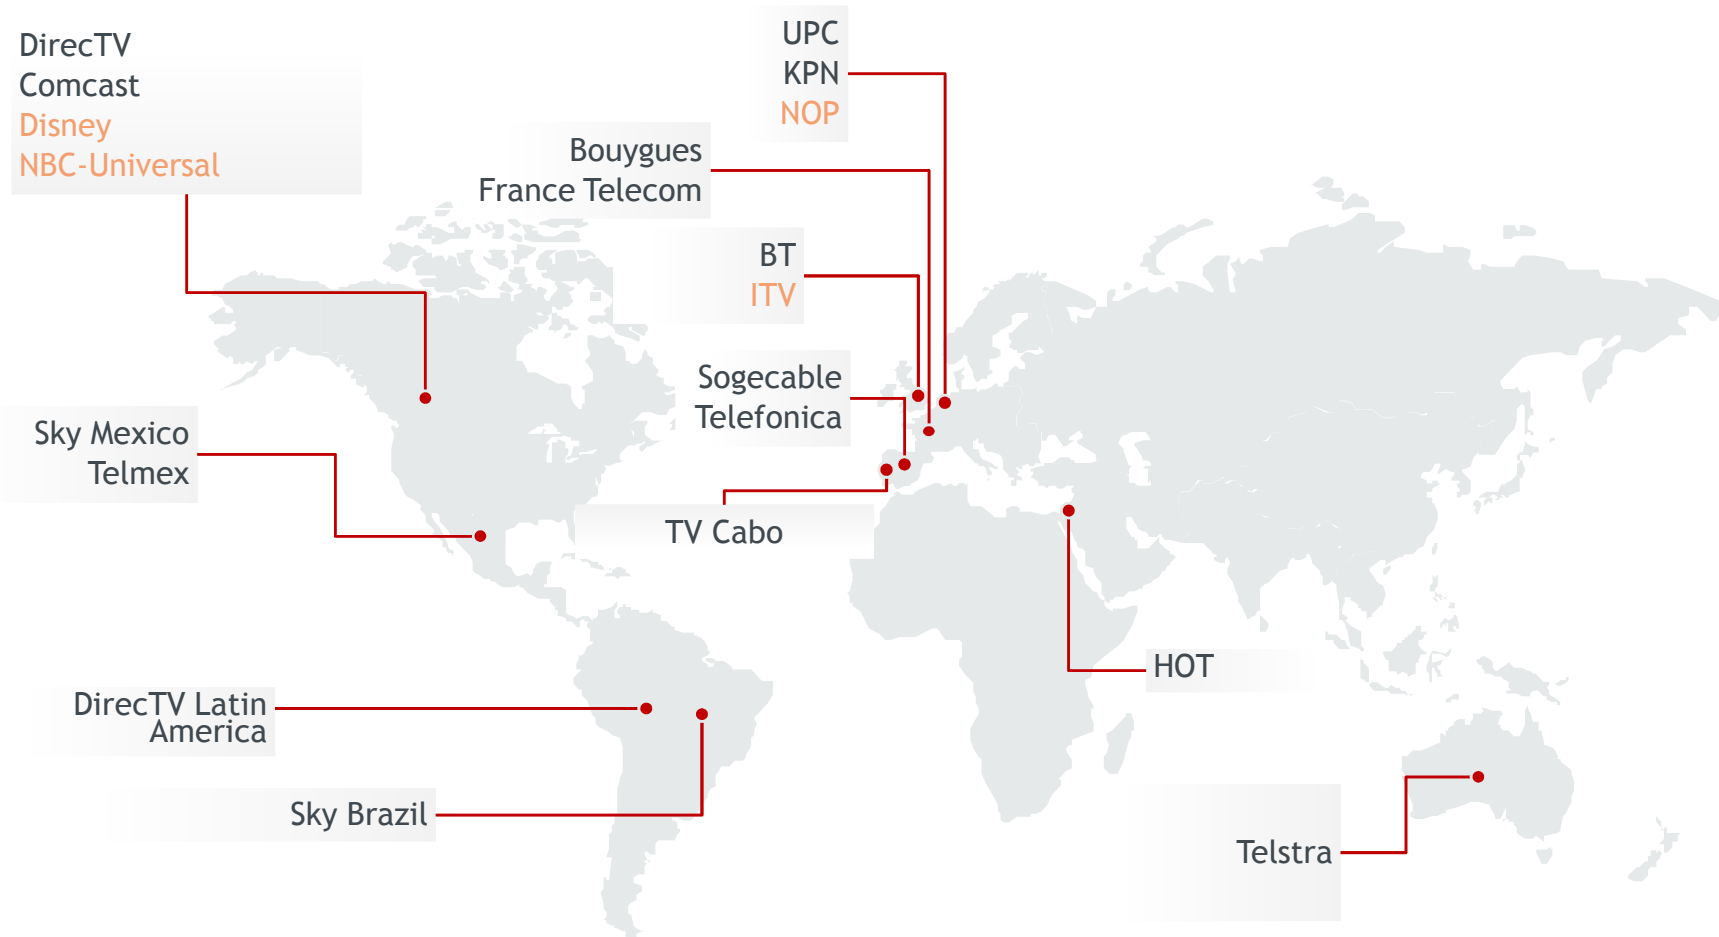 DirecTV
Comcast
Disney
NBC-Universal
UPC
KPN
NOP
Bouygues
France Telecom
BT
ITV
Sogecable
Telefonica
Sky Mexico
Telmex
TV Cabo
HOT
DirecTV Latin
America
Sky Brazil
Telstra